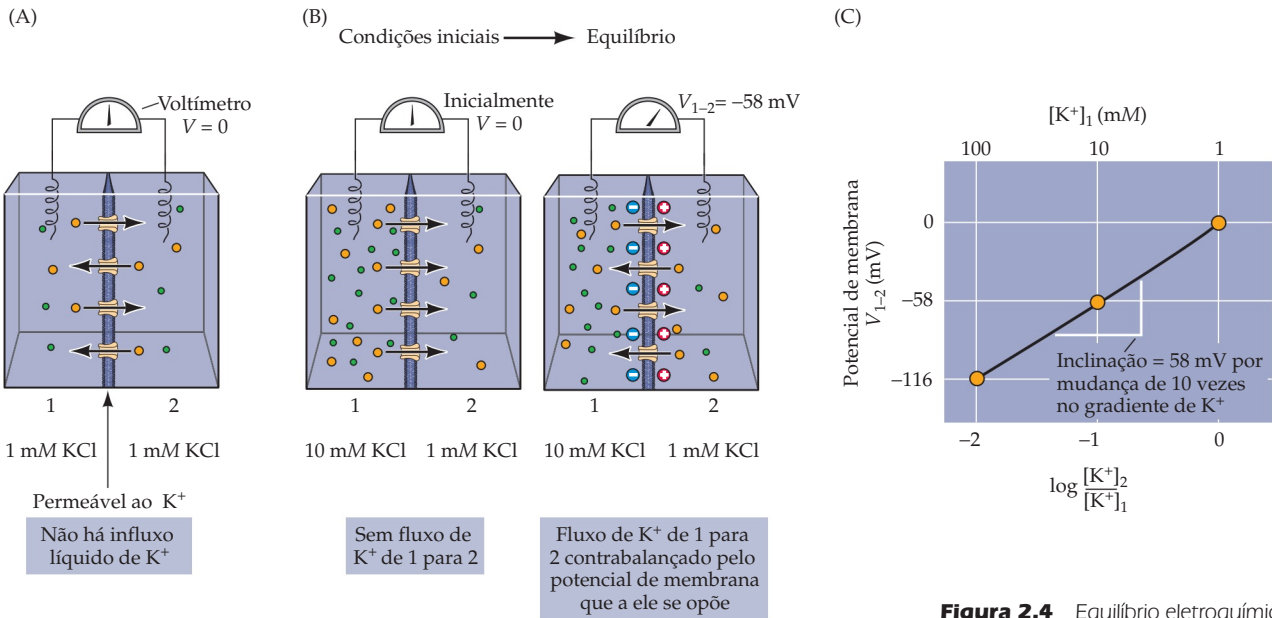 (A)
Voltímetro
V = 0
1
2
1 mM KCl
1 mM KCl
Permeável ao K⁺
Não há influxo
líquido de K⁺
(B)
Condições iniciais
Equilíbrio
Inicialmente
V = 0
1
2
10 mM KCl
1 mM KCl
Sem fluxo de
K⁺ de 1 para 2
V₁₋₂= −58 mV
1
2
10 mM KCl
1 mM KCl
Fluxo de K⁺ de 1 para
2 contrabalançado pelo
potencial de membrana
que a ele se opõe
(C)
[K⁺]₁ (mM)
100 10 1
Potencial de membrana
V₁₋₂ (mV)
0
−58
−116
Inclinação = 58 mV por
mudança de 10 vezes
no gradiente de K⁺
−2 −1 0
log [K⁺]₂
[K⁺]₁
Figura 2.4 Equilíbrio eletroquími